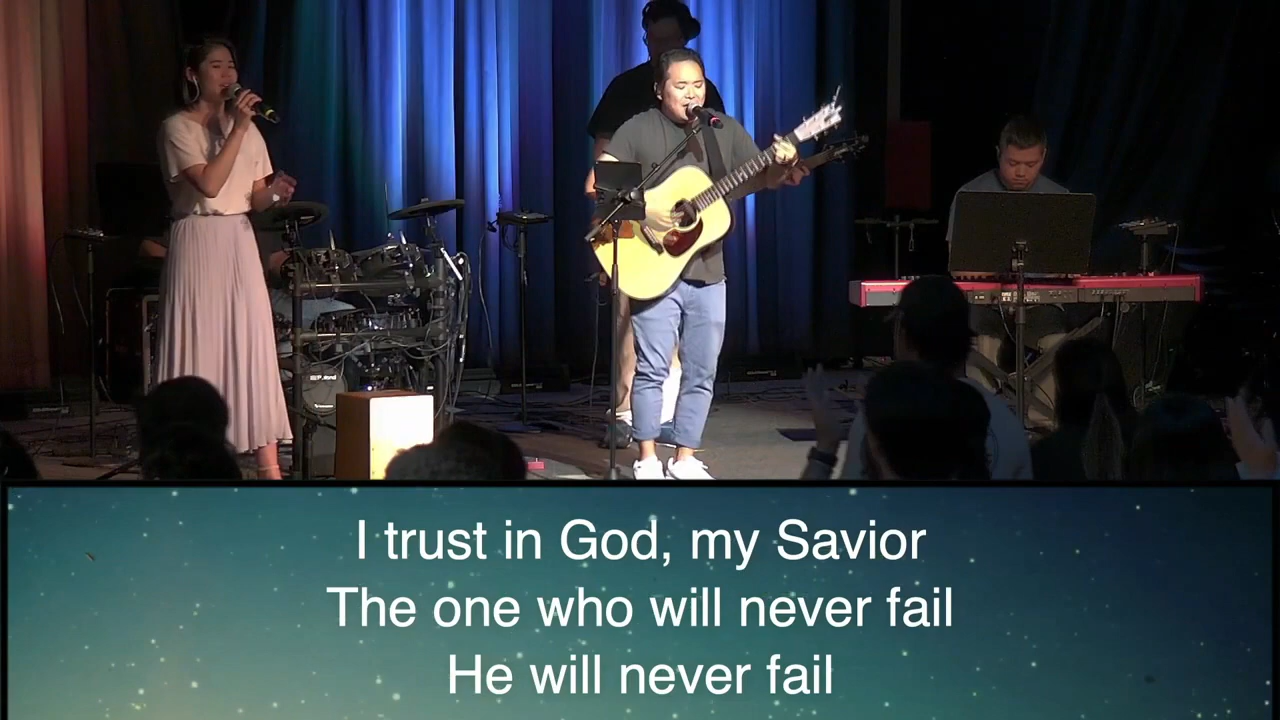 I trust in God, my Savior
The one who will never fail
He will never fail